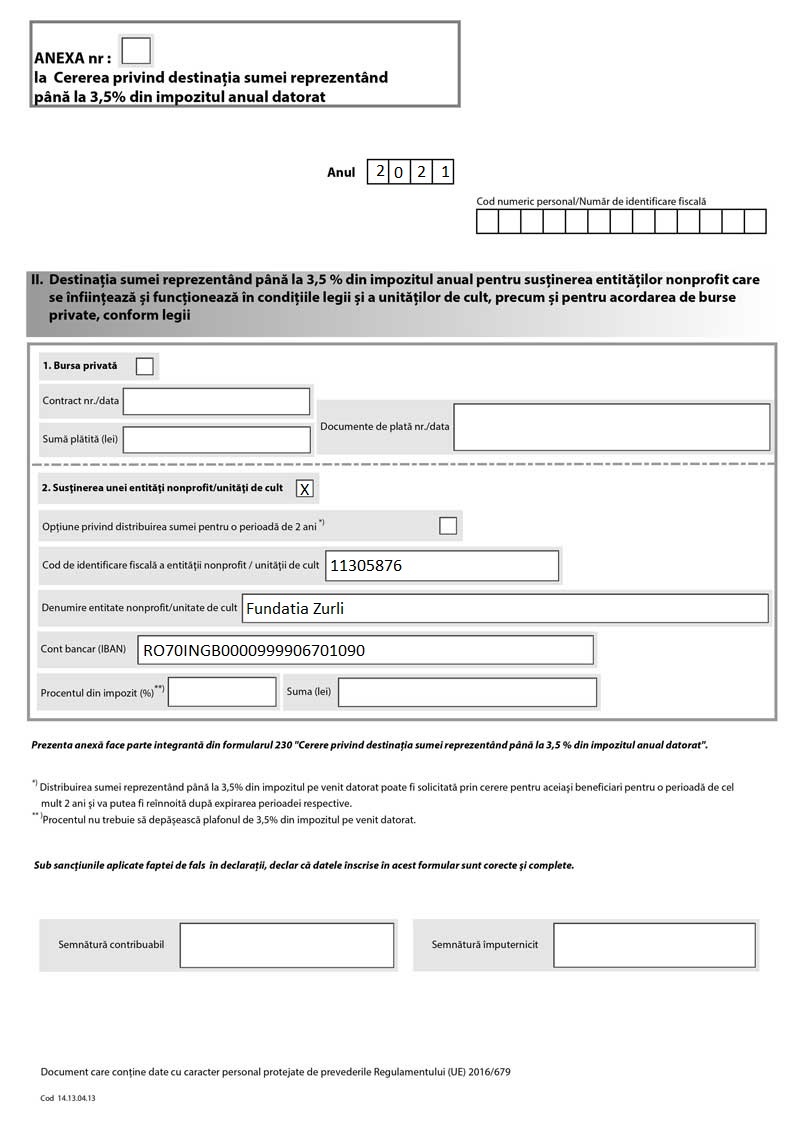 ANEXA nr :
la Cererea privind destinația sumei reprezentând
până la 3,5% din impozitul anual datorat
Anul 2 0 2 1
Cod numeric personal/Număr de identificare fiscală
II. Destinația sumei reprezentând până la 3,5 % din impozitul anual pentru susținerea entităților nonprofit care
se înființează și funcționează în condițiile legii și a unităților de cult, precum și pentru acordarea de burse
private, conform legii
1. Bursa privată
Contract nr./data
Documente de plată nr./data
Sumă plătită (lei)
2. Susținerea unei entități nonprofit/unități de cult X
Opțiune privind distribuirea sumei pentru o perioadă de 2 ani *)
Cod de identificare fiscală a entității nonprofit / unității de cult 11305876
Denumire entitate nonprofit/unitate de cult Fundatia Zurli
Cont bancar (IBAN) RO70INGB0000999906701090
Procentul din impozit (%)**) Suma (lei)
Prezenta anexă face parte integrantă din formularul 230 "Cerere privind destinația sumei reprezentând până la 3,5 % din impozitul anual datorat".
*) Distribuirea sumei reprezentând până la 3,5% din impozitul pe venit datorat poate fi solicitată prin cerere pentru aceiași beneficiari pentru o perioadă de cel
mult 2 ani și va putea fi reînnoită după expirarea perioadei respective.
**)Procentul nu trebuie să depășească plafonul de 3,5% din impozitul pe venit datorat.
Sub sancțiunile aplicate faptei de fals în declarații, declar că datele înscrise în acest formular sunt corecte și complete.
Semnătură contribuabil Semnătură împuternicit
Document care conține date cu caracter personal protejate de prevederile Regulamentului (UE) 2016/679
Cod 14.13.04.13